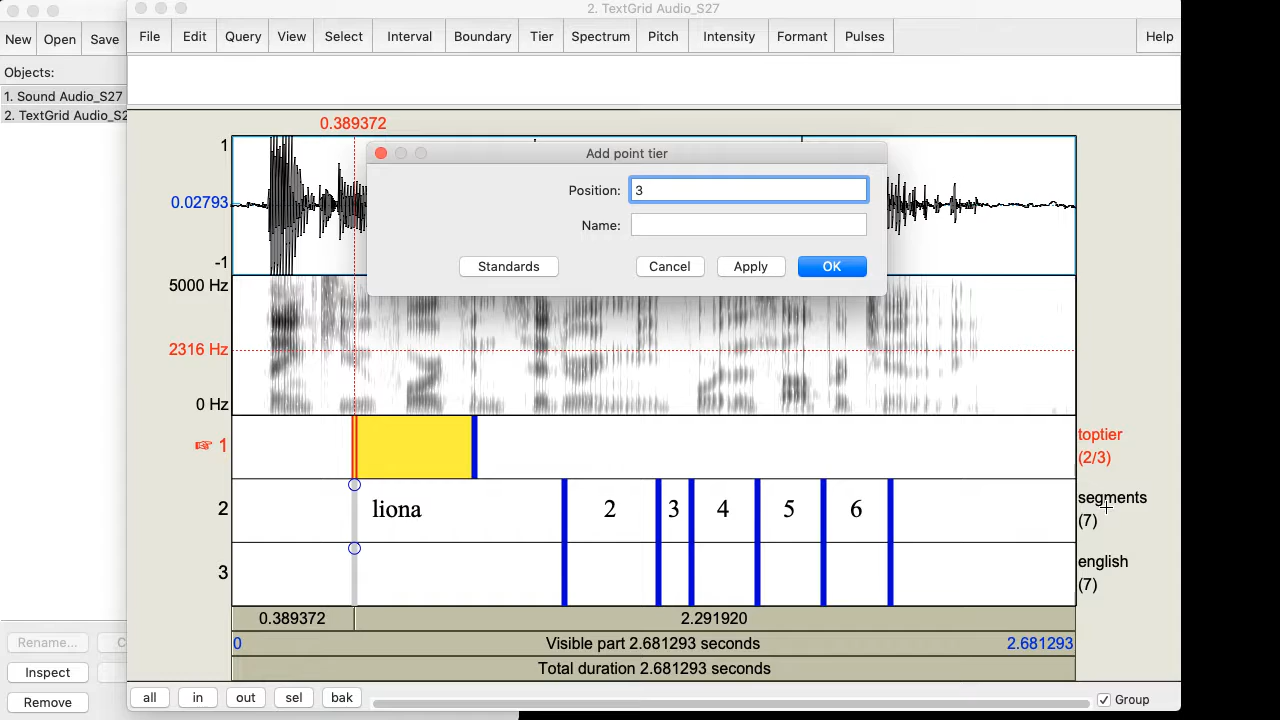 2. TextGrid Audio_S27
New Open Save
File Edit Query View Select Interval Boundary Tier Spectrum Pitch Intensity Formant Pulses Help
Objects:
1. Sound Audio_S27
2. TextGrid Audio_S2
0.389372
1
0.02793
-1
Add point tier
Position: 3
Name:
Standards Cancel Apply OK
5000 Hz
2316 Hz
0 Hz
☞ 1
toptier
(2/3)
2 liona 2 3 4 5 6
segments
(7)
3
english
(7)
0.389372 2.291920
0 Visible part 2.681293 seconds 2.681293
Total duration 2.681293 seconds
Rename... C
Inspect
Remove
all in out sel bak
Group